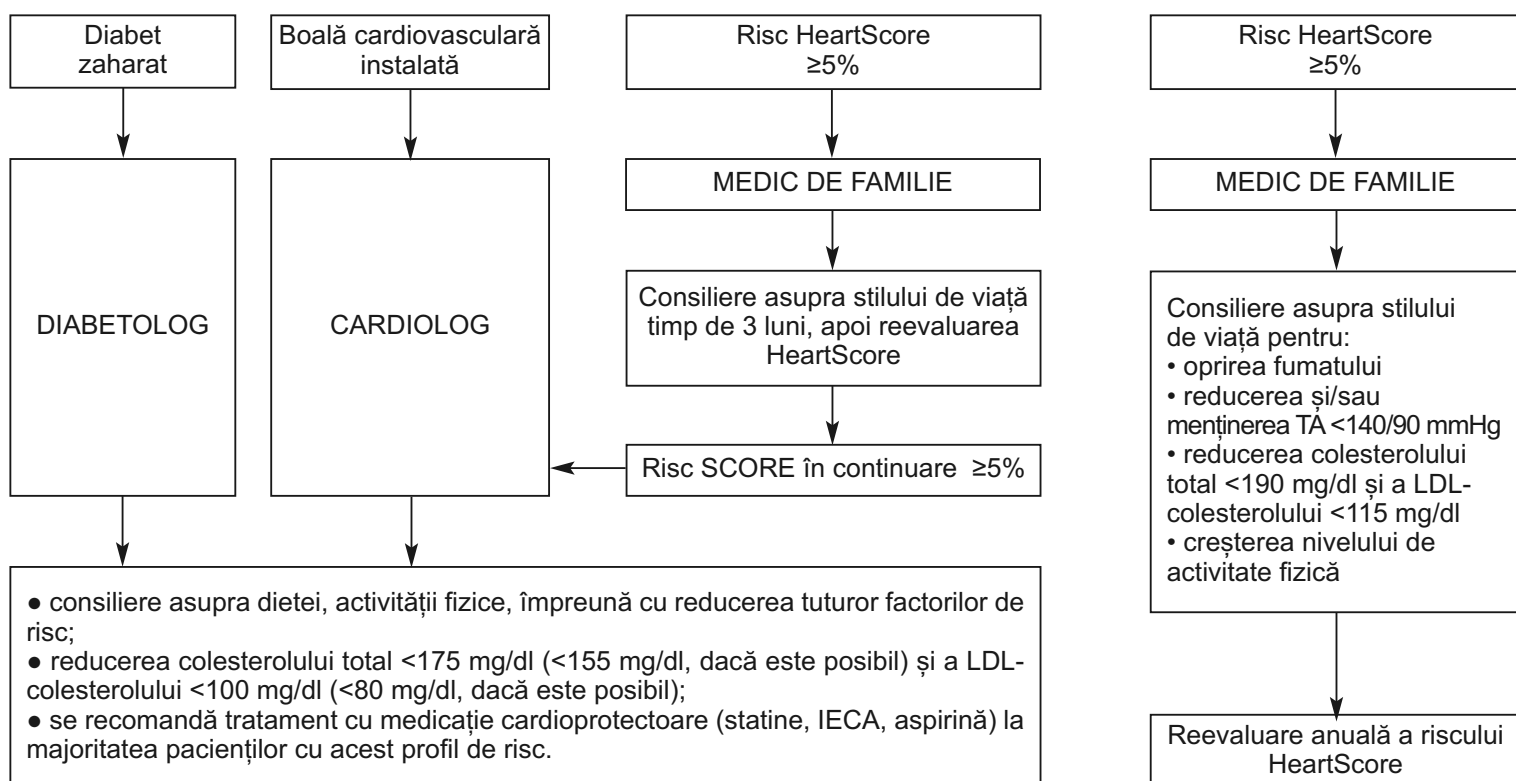 Diabet
zaharat
Boală cardiovasculară
instalată
Risc HeartScore
≥5%
Risc HeartScore
≥5%
DIABETOLOG
CARDIOLOG
MEDIC DE FAMILIE
Consiliere asupra stilului de viață
timp de 3 luni, apoi reevaluarea
HeartScore
Risc SCORE în continuare ≥5%
MEDIC DE FAMILIE
Consiliere asupra stilului
de viață pentru:
• oprirea fumatului
• reducerea și/sau
menținerea TA <140/90 mmHg
• reducerea colesterolului
total <190 mg/dl și a LDL-
colesterolului <115 mg/dl
• creșterea nivelului de
activitate fizică
● consiliere asupra dietei, activității fizice, împreună cu reducerea tuturor factorilor de
risc;
● reducerea colesterolului total <175 mg/dl (<155 mg/dl, dacă este posibil) și a LDL-
colesterolului <100 mg/dl (<80 mg/dl, dacă este posibil);
● se recomandă tratament cu medicație cardioprotectoare (statine, IECA, aspirină) la
majoritatea pacienților cu acest profil de risc.
Reevaluare anuală a riscului
HeartScore